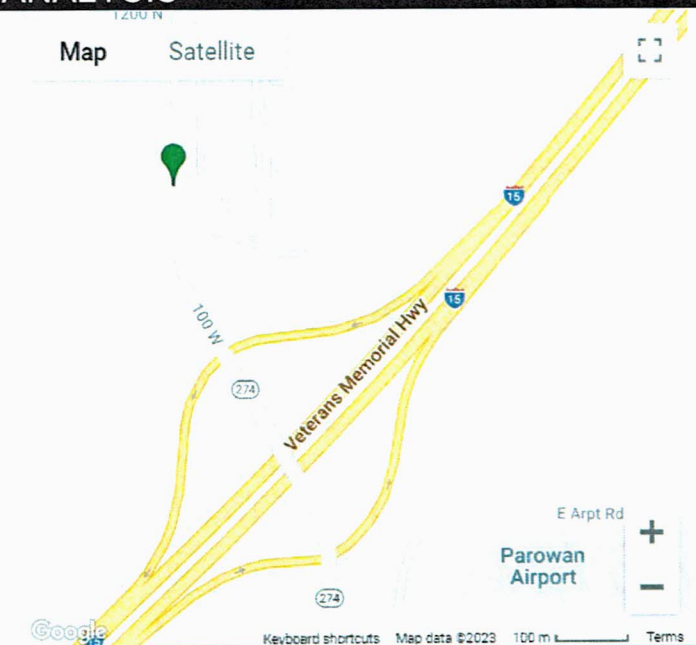 ANALYSIS
1200 N
Map Satellite
15
15
100 W
Veterans Memorial Hwy
274
E Arpt Rd
Parowan
Airport
+
−
274
Google
Keyboard shortcuts Map data ©2023 100 m Terms